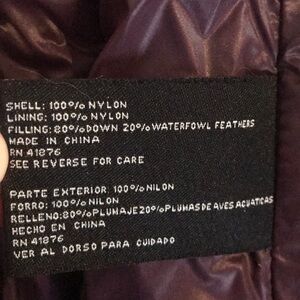 SHELL: 100% NYLON
LINING: 100% NYLON
FILLING: 80% DOWN 20% WATERFOWL FEATHERS
MADE IN CHINA
RN 41876
SEE REVERSE FOR CARE
PARTE EXTERIOR: 100% NILON
FORRO: 100% NILON
RELLENO: 80% PLUMAJE 20% PLUMAS DE AVES ACUATICAS
HECHO EN CHINA
RN 41876
VER AL DORSO PARA CUIDADO